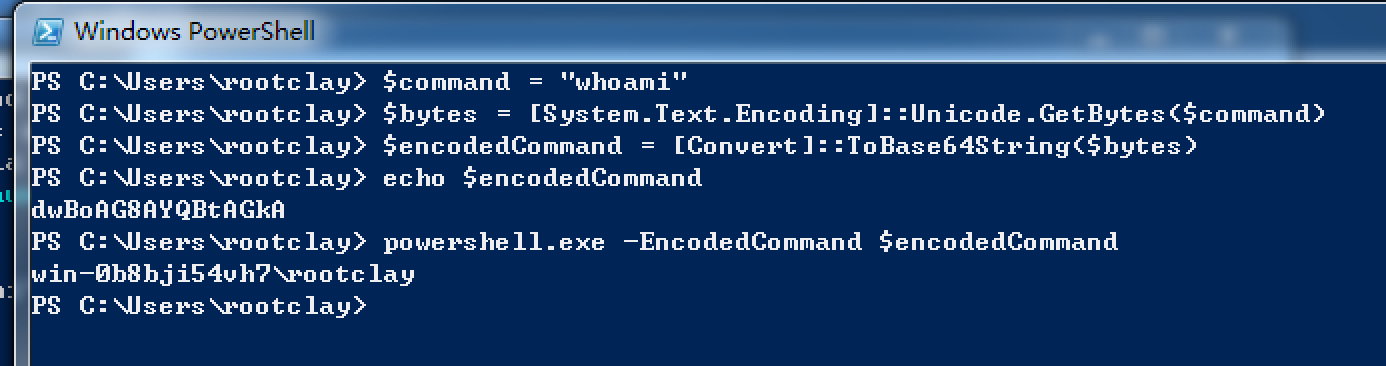 Windows PowerShell
PS C:\Users\rootclay> $command = "whoami"
PS C:\Users\rootclay> $bytes = [System.Text.Encoding]::Unicode.GetBytes($command)
PS C:\Users\rootclay> $encodedCommand = [Convert]::ToBase64String($bytes)
PS C:\Users\rootclay> echo $encodedCommand
dwBoAG8AYQBtAGkA
PS C:\Users\rootclay> powershell.exe -EncodedCommand $encodedCommand
win-0b8bji54vh7\rootclay
PS C:\Users\rootclay>